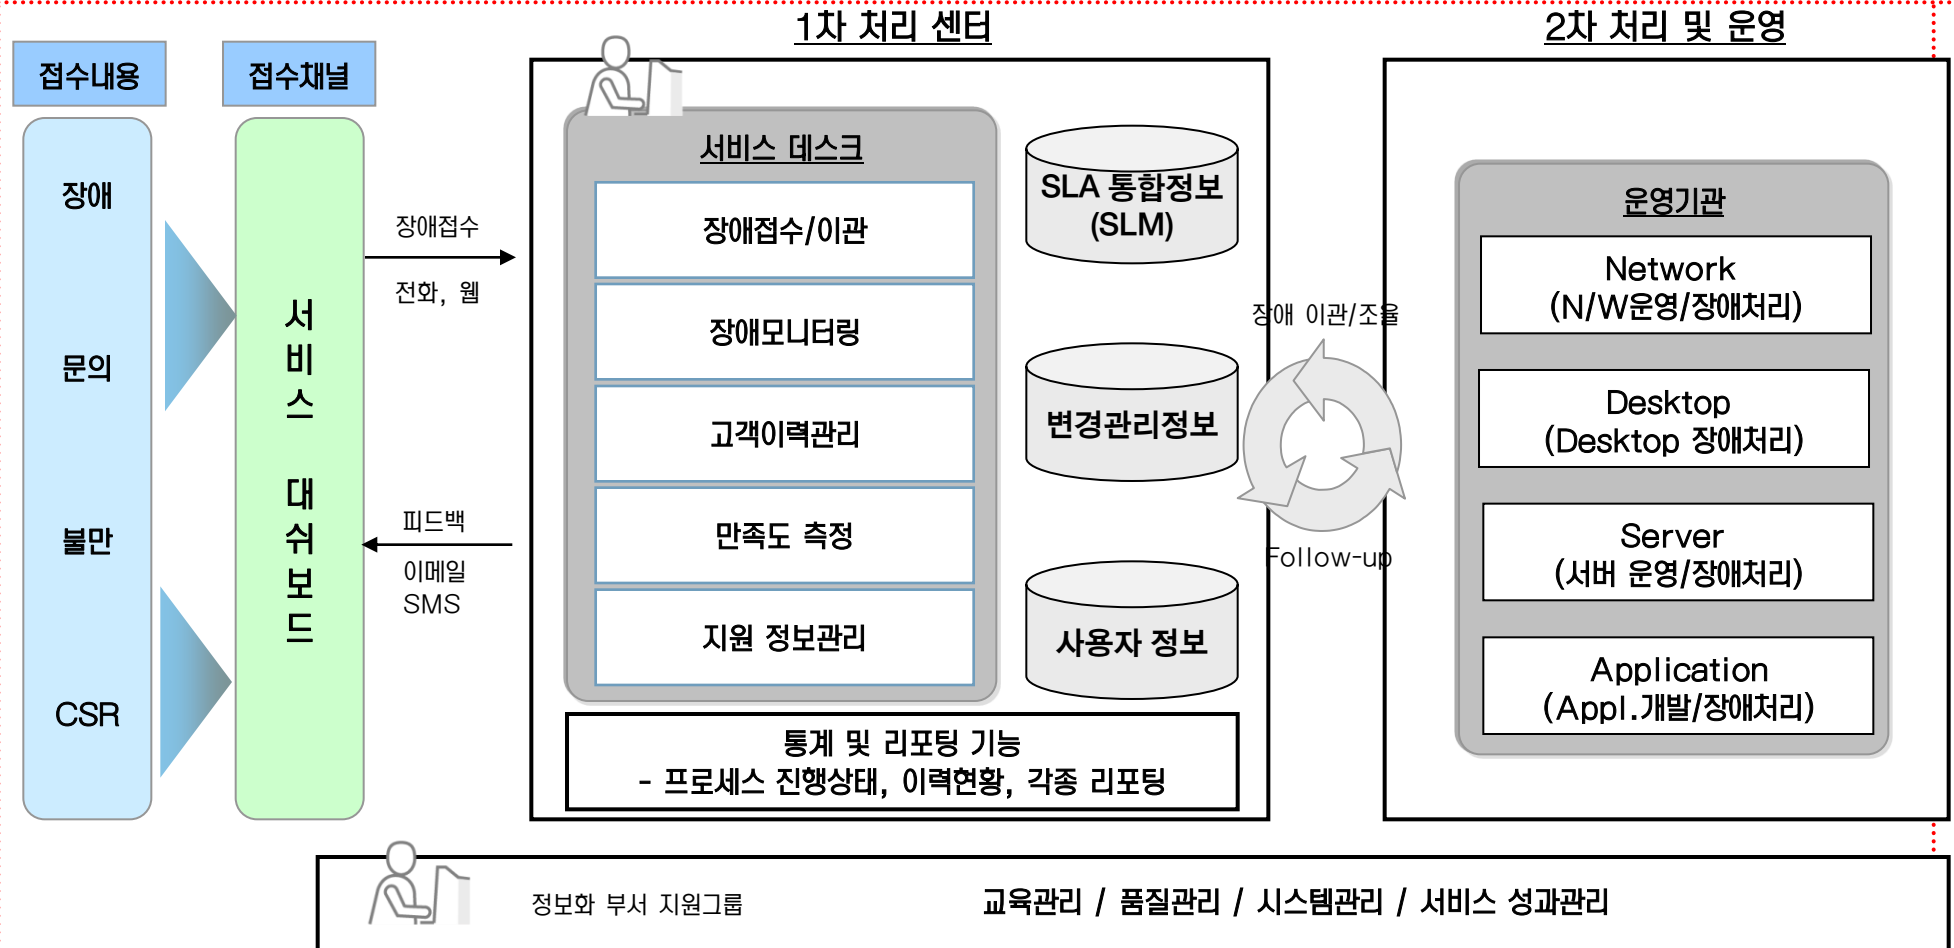 1차 처리 센터
2차 처리 및 운영
접수내용
접수채널
장애
문의
불만
CSR
서비스 대쉬보드
장애접수
전화, 웹
피드백
이메일
SMS
서비스 데스크
장애접수/이관
장애모니터링
고객이력관리
만족도 측정
지원 정보관리
SLA 통합정보
(SLM)
변경관리정보
사용자 정보
통계 및 리포팅 기능
- 프로세스 진행상태, 이력현황, 각종 리포팅
장애 이관/조율
Follow-up
운영기관
Network
(N/W운영/장애처리)
Desktop
(Desktop 장애처리)
Server
(서버 운영/장애처리)
Application
(Appl.개발/장애처리)
정보화 부서 지원그룹
교육관리 / 품질관리 / 시스템관리 / 서비스 성과관리